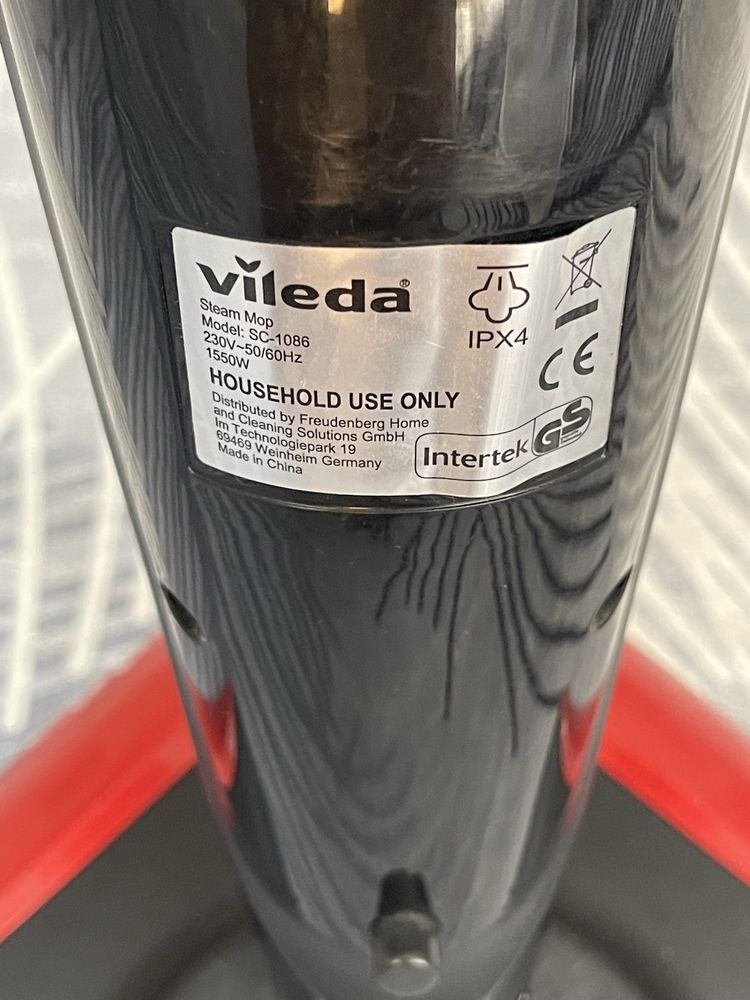 vileda®
Steam Mop
Model: SC-1086
230V~50/60Hz
1550W
IPX4
CE
HOUSEHOLD USE ONLY
Distributed by Freudenberg Home
and Cleaning Solutions GmbH
Im Technologiepark 19
69469 Weinheim Germany
Made in China
Intertek GS